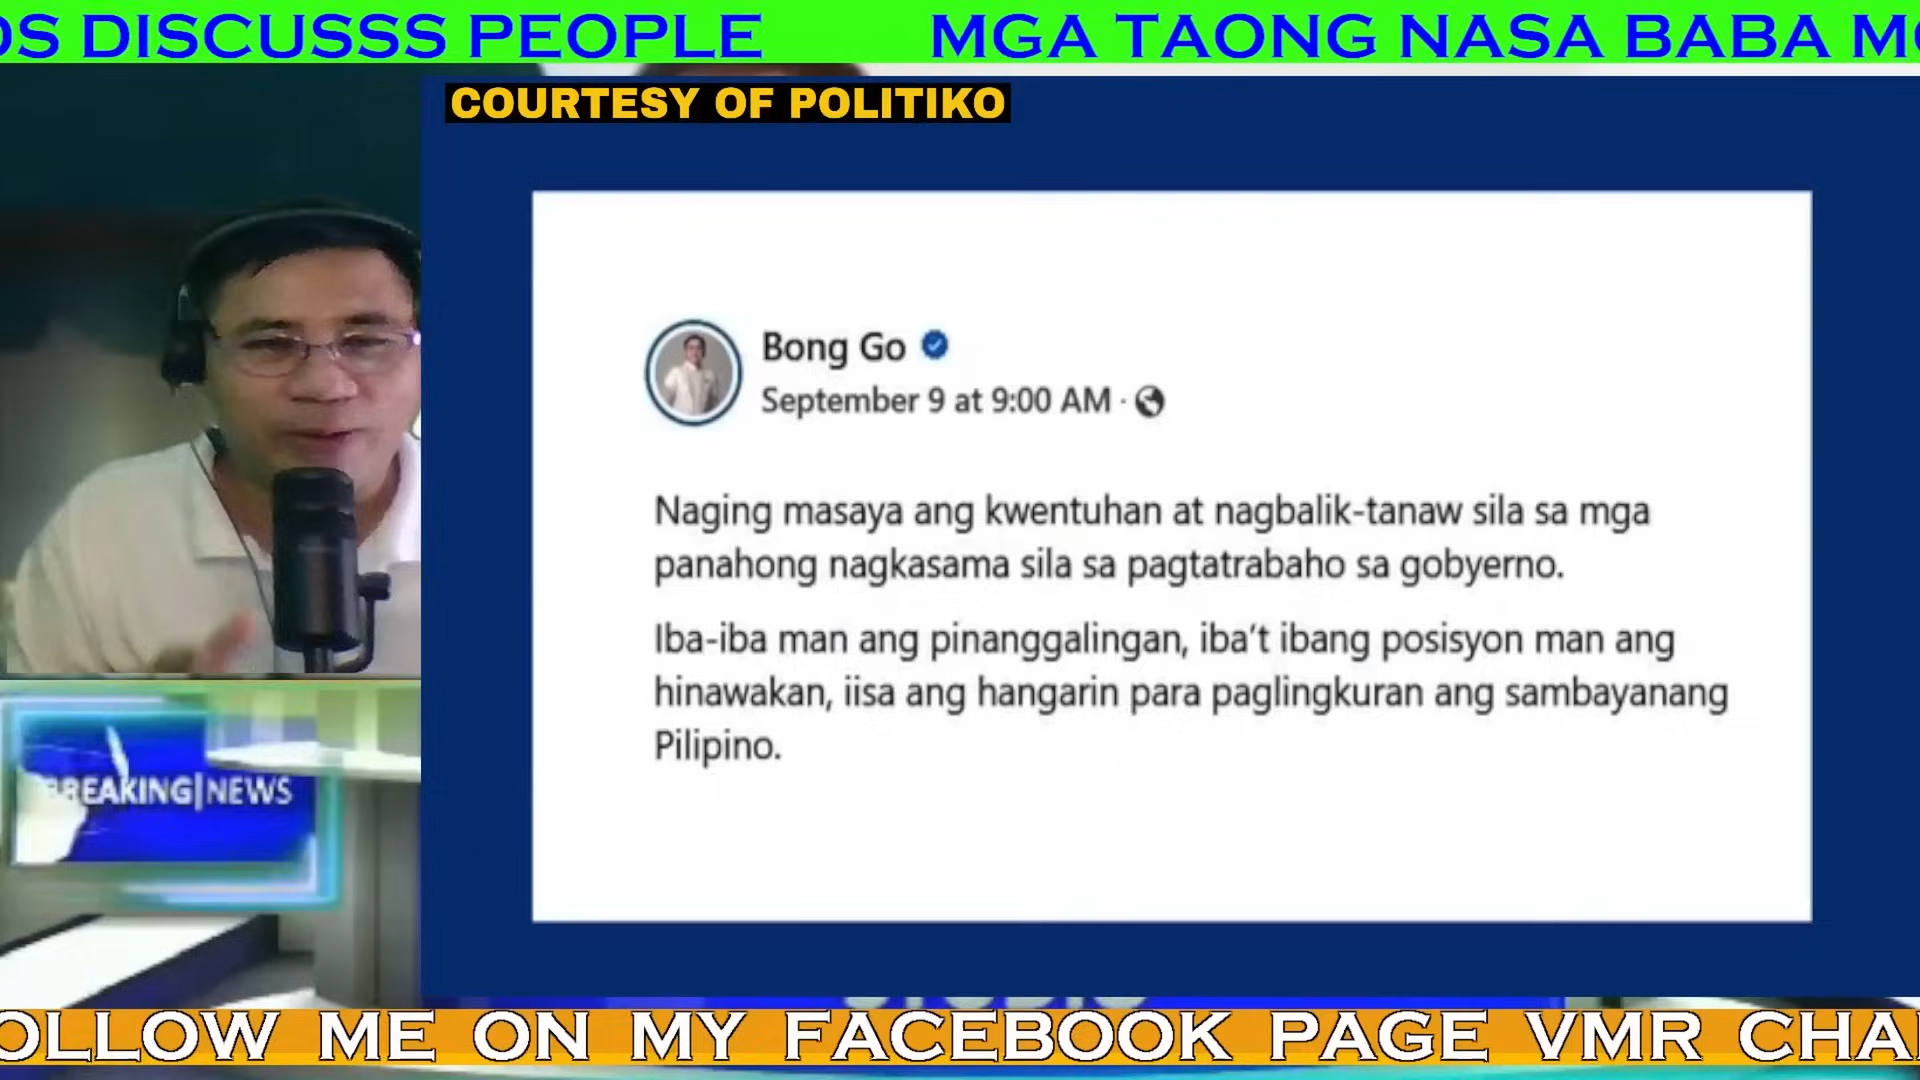 DISCUSSS PEOPLE MGA TAONG NASA BABA
COURTESY OF POLITIKO
Bong Go
September 9 at 9:00 AM ·
Naging masaya ang kwentuhan at nagbalik-tanaw sila sa mga
panahong nagkasama sila sa pagtatrabaho sa gobyerno.
Iba-iba man ang pinanggalingan, iba't ibang posisyon man ang
hinawakan, iisa ang hangarin para paglingkuran ang sambayanang
Pilipino.
BREAKING|NEWS
OLLOW ME ON MY FACEBOOK PAGE VMR CHA